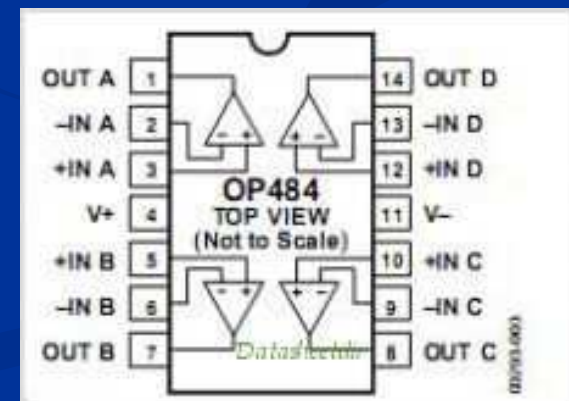 OUT A 1 14 OUT D
–IN A 2 13 –IN D
+IN A 3 12 +IN D
OP484
V+ 4 TOP VIEW 11 V–
(Not to Scale)
+IN B 5 10 +IN C
–IN B 6 9 –IN C
OUT B 7 8 OUT C